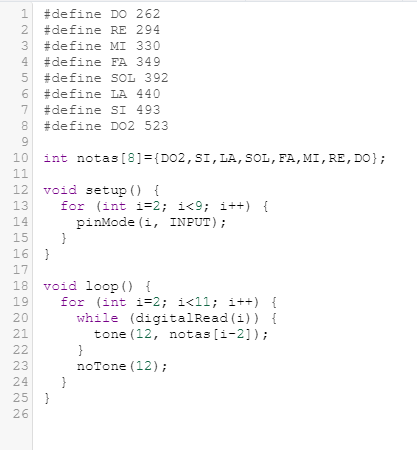 1 #define DO 262
2 #define RE 294
3 #define MI 330
4 #define FA 349
5 #define SOL 392
6 #define LA 440
7 #define SI 493
8 #define DO2 523
9
10 int notas[8]={DO2,SI,LA,SOL,FA,MI,RE,DO};
11
12 void setup() {
13   for (int i=2; i<9; i++) {
14     pinMode(i, INPUT);
15   }
16 }
17
18 void loop() {
19   for (int i=2; i<11; i++) {
20     while (digitalRead(i)) {
21       tone(12, notas[i-2]);
22     }
23     noTone(12);
24   }
25 }
26